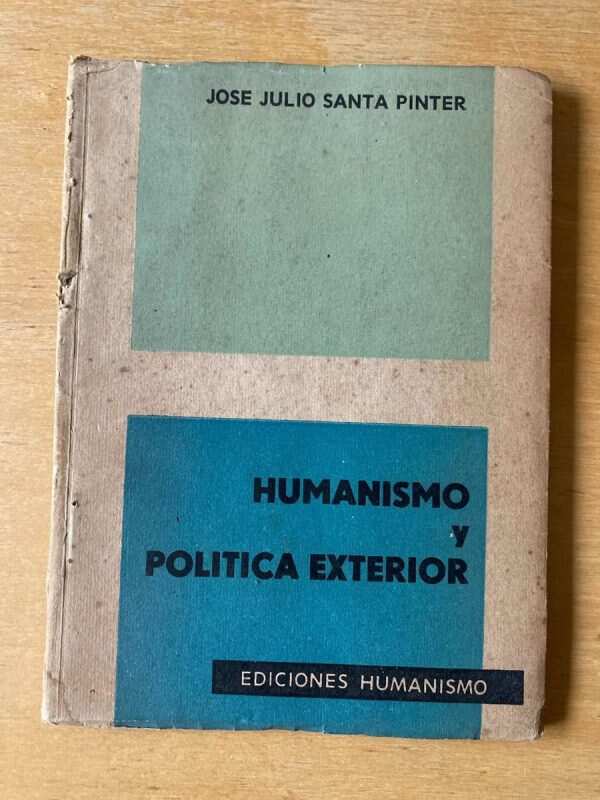 JOSE JULIO SANTA PINTER
HUMANISMO
y
POLITICA EXTERIOR
EDICIONES HUMANISMO